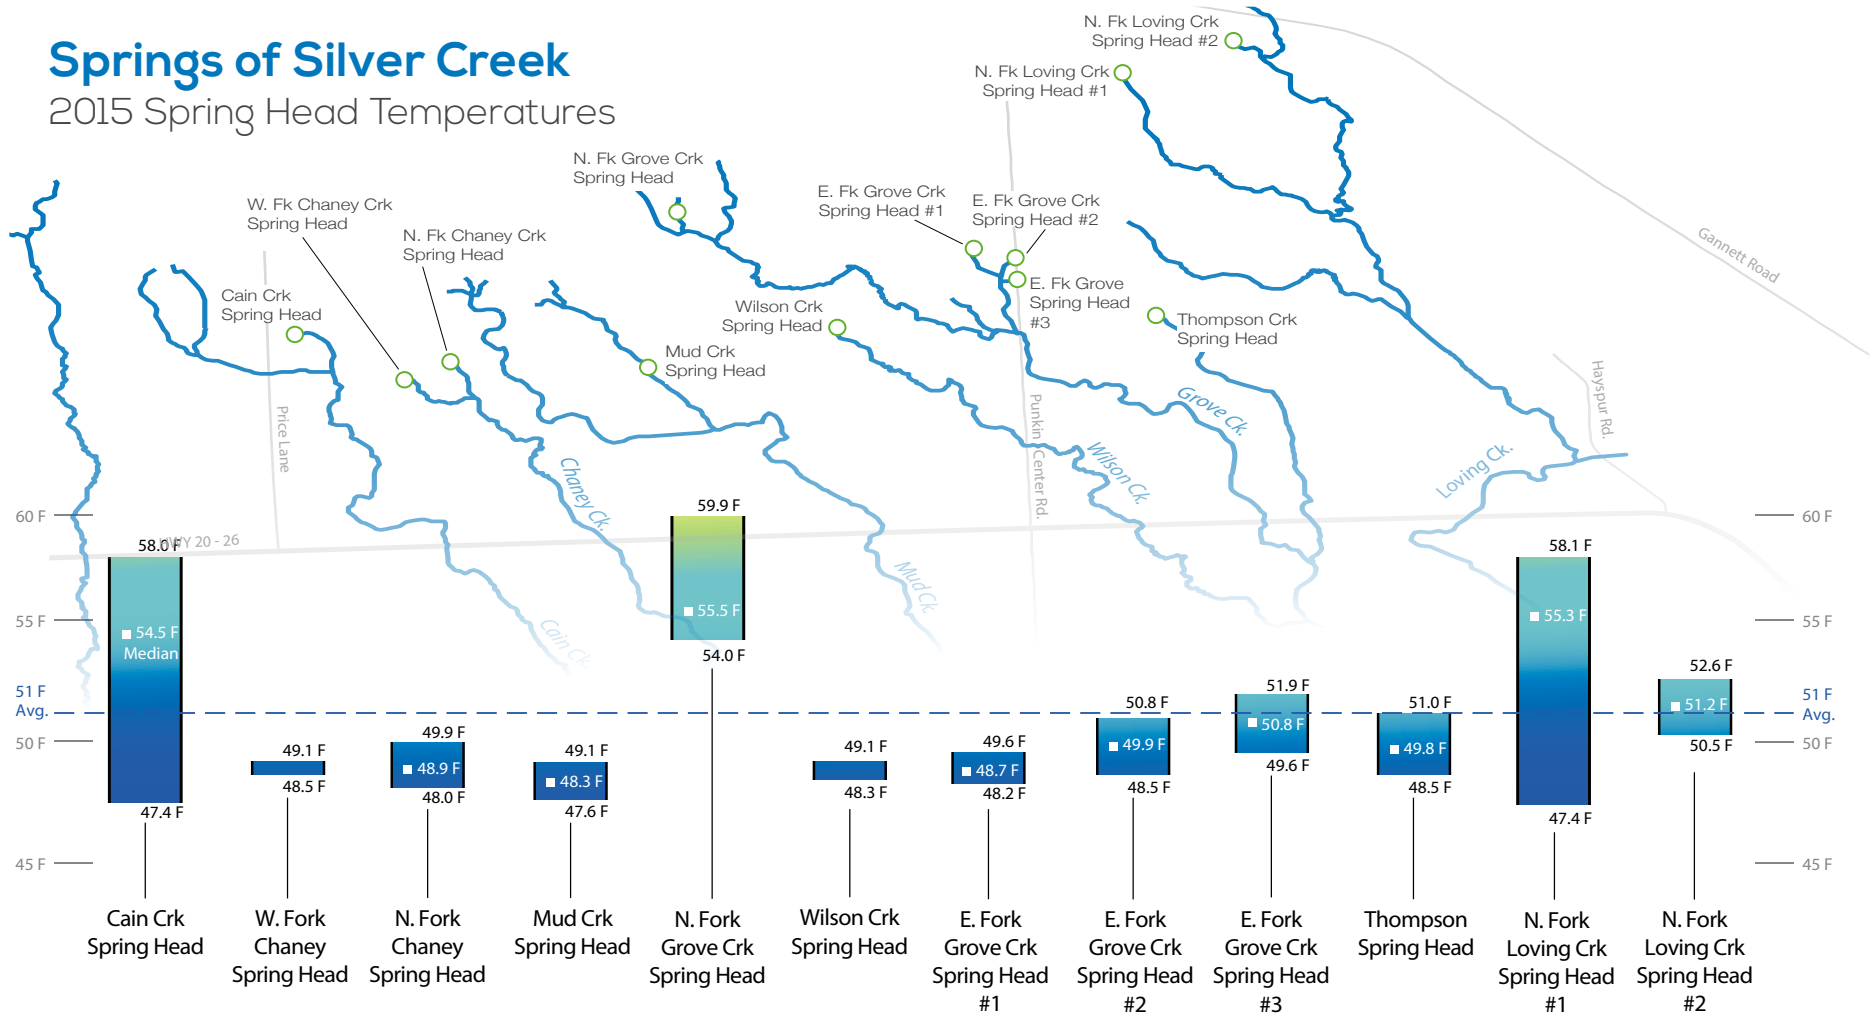 Springs of Silver Creek
2015 Spring Head Temperatures
N. Fk Loving Crk
Spring Head #2
N. Fk Loving Crk
Spring Head #1
N. Fk Grove Crk
Spring Head
E. Fk Grove Crk
Spring Head #1
E. Fk Grove Crk
Spring Head #2
W. Fk Chaney Crk
Spring Head
N. Fk Chaney Crk
Spring Head
Gannett Road
Cain Crk
Spring Head
E. Fk Grove
Spring Head
#3
Wilson Crk
Spring Head
Thompson Crk
Spring Head
Mud Crk
Spring Head
Price Lane
Hayspur Rd.
Punkin Center Rd.
Grove Ck.
Wilson Ck.
Loving Ck.
Chaney Ck.
Mud Ck.
Cain Ck.
HWY 20 - 26
60 F
55 F
51 F
Avg.
50 F
45 F
60 F
55 F
51 F
Avg.
50 F
45 F
58.0 F
54.5 F
Median
47.4 F
49.1 F
48.5 F
49.9 F
48.9 F
48.0 F
49.1 F
48.3 F
47.6 F
59.9 F
55.5 F
54.0 F
49.1 F
48.3 F
49.6 F
48.7 F
48.2 F
50.8 F
49.9 F
48.5 F
51.9 F
50.8 F
49.6 F
51.0 F
49.8 F
48.5 F
58.1 F
55.3 F
47.4 F
52.6 F
51.2 F
50.5 F
Cain Crk
Spring Head
W. Fork
Chaney
Spring Head
N. Fork
Chaney
Spring Head
Mud Crk
Spring Head
N. Fork
Grove Crk
Spring Head
Wilson Crk
Spring Head
E. Fork
Grove Crk
Spring Head
#1
E. Fork
Grove Crk
Spring Head
#2
E. Fork
Grove Crk
Spring Head
#3
Thompson
Spring Head
N. Fork
Loving Crk
Spring Head
#1
N. Fork
Loving Crk
Spring Head
#2